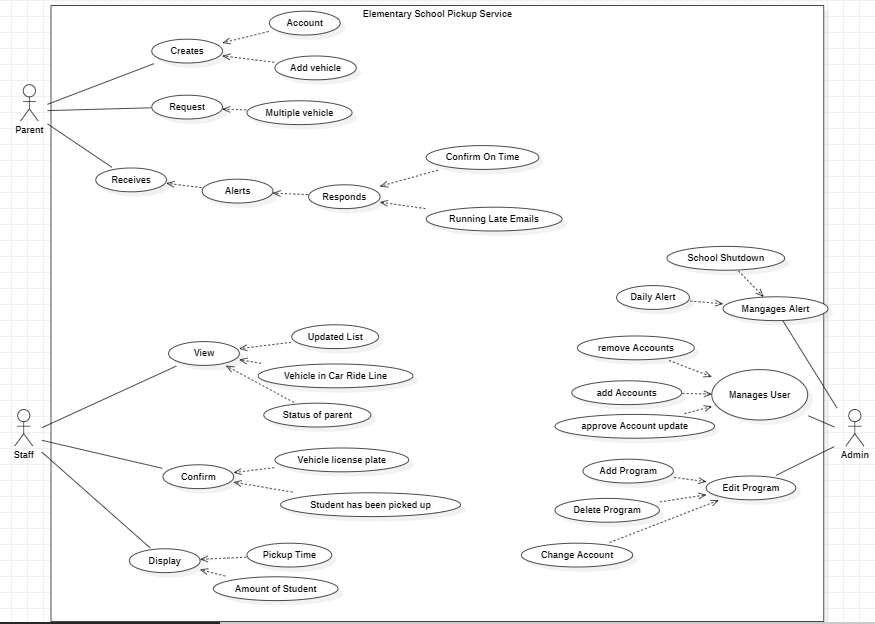 Elementary School Pickup Service
Account
Creates
Add vehicle
Request
Multiple vehicle
Parent
Confirm On Time
Receives
Alerts
Responds
Running Late Emails
School Shutdown
Daily Alert
Mangages Alert
Updated List
View
remove Accounts
Vehicle in Car Ride Line
add Accounts
Manages User
Status of parent
approve Account update
Staff
Admin
Vehicle license plate
Confirm
Add Program
Edit Program
Student has been picked up
Delete Program
Pickup Time
Change Account
Display
Amount of Student